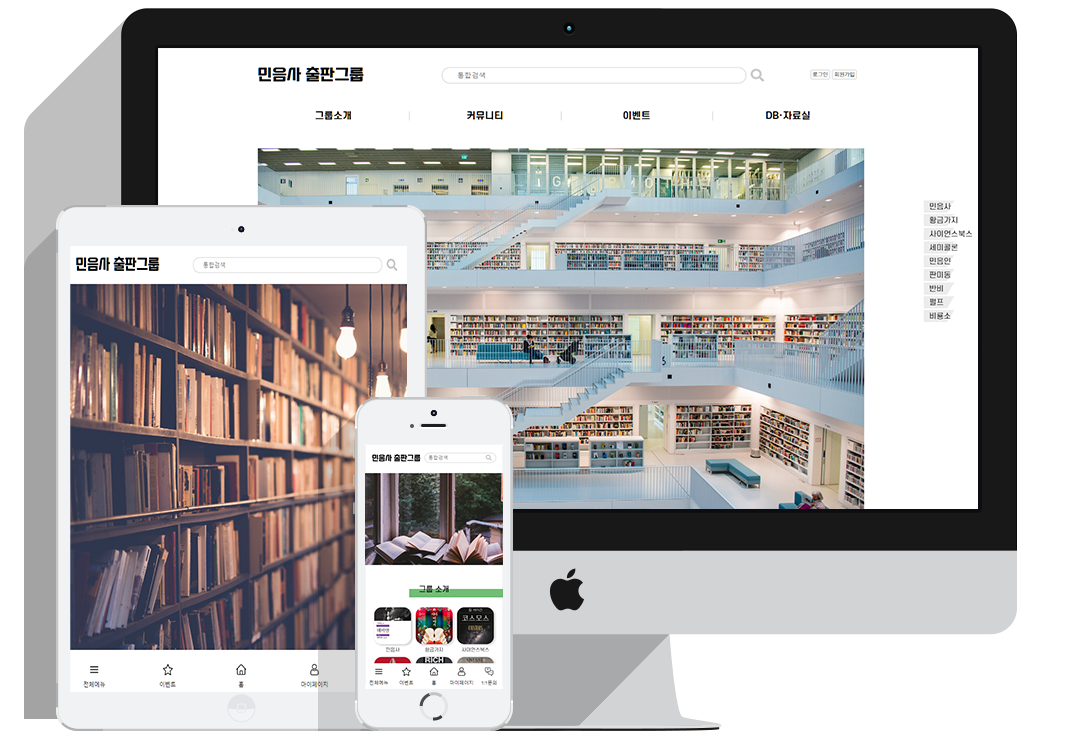 민음사 출판그룹
통합검색
로그인 회원가입
그룹소개
커뮤니티
이벤트
DB·자료실
민음사
황금가지
사이언스북스
세미콜론
민음인
판미동
반비
펄프
비룡소
민음사 출판그룹
통합검색
전체메뉴
이벤트
홈
마이페이지
민음사 출판그룹
통합검색
그룹 소개
코스모스
민음사
황금가지
사이언스북스
RICH
전체메뉴
이벤트
홈
마이페이지
1:1문의